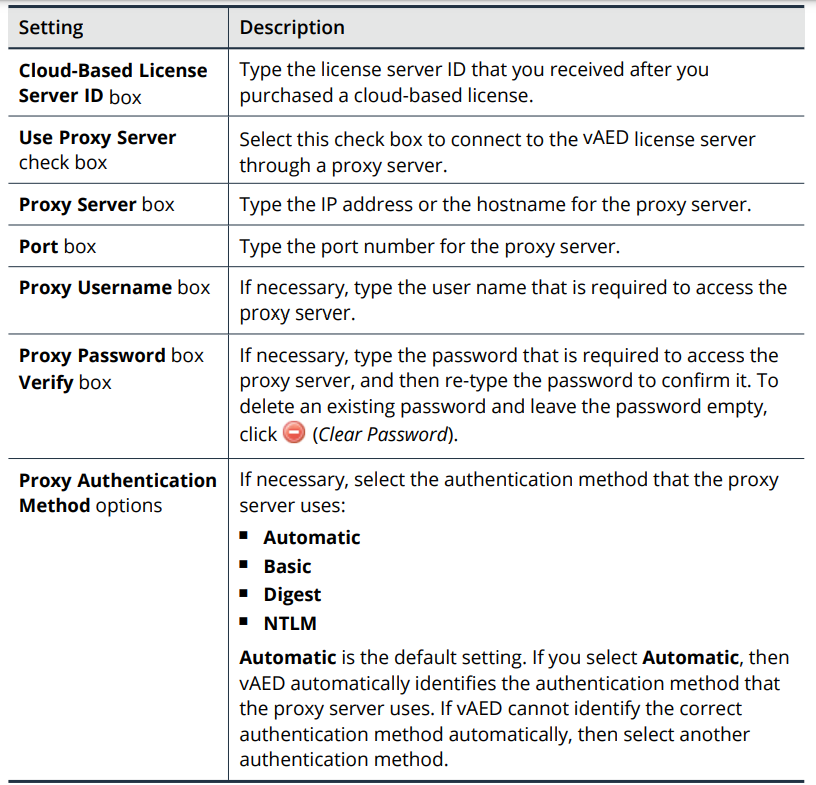 Setting Description
Cloud-Based License
Server ID box
Type the license server ID that you received after you
purchased a cloud-based license.
Use Proxy Server
check box
Select this check box to connect to the vAED license server
through a proxy server.
Proxy Server box
Type the IP address or the hostname for the proxy server.
Port box
Type the port number for the proxy server.
Proxy Username box
If necessary, type the user name that is required to access the
proxy server.
Proxy Password box
Verify box
If necessary, type the password that is required to access the
proxy server, and then re-type the password to confirm it. To
delete an existing password and leave the password empty,
click (Clear Password).
Proxy Authentication
Method options
If necessary, select the authentication method that the proxy
server uses:
■ Automatic
■ Basic
■ Digest
■ NTLM
Automatic is the default setting. If you select Automatic, then
vAED automatically identifies the authentication method that
the proxy server uses. If vAED cannot identify the correct
authentication method automatically, then select another
authentication method.